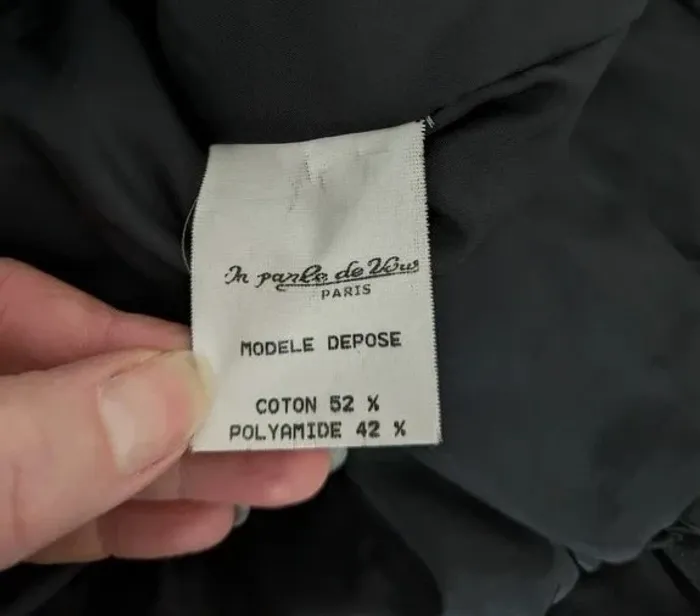 On parle de Vous
PARIS
MODELE DEPOSE
COTON 52 %
POLYAMIDE 42 %